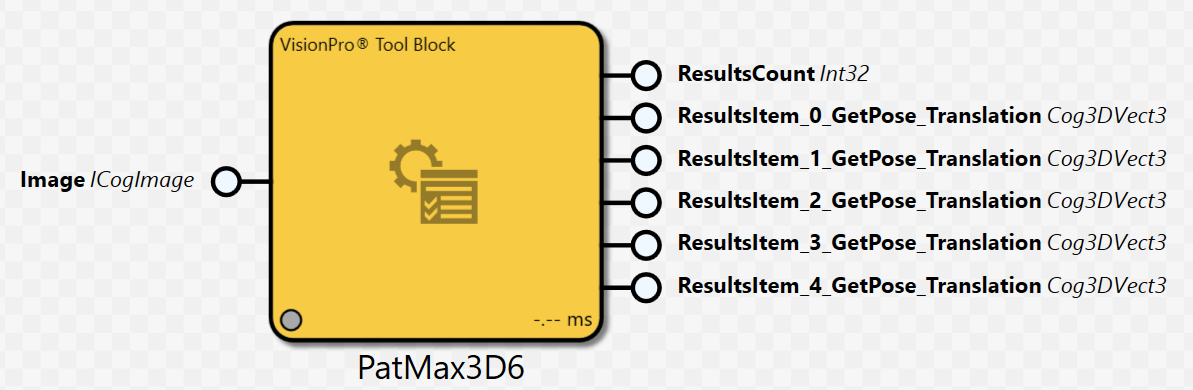 VisionPro® Tool Block
ResultsCount Int32
ResultsItem_0_GetPose_Translation Cog3DVect3
ResultsItem_1_GetPose_Translation Cog3DVect3
Image ICogImage
ResultsItem_2_GetPose_Translation Cog3DVect3
ResultsItem_3_GetPose_Translation Cog3DVect3
ResultsItem_4_GetPose_Translation Cog3DVect3
-.-- ms
PatMax3D6